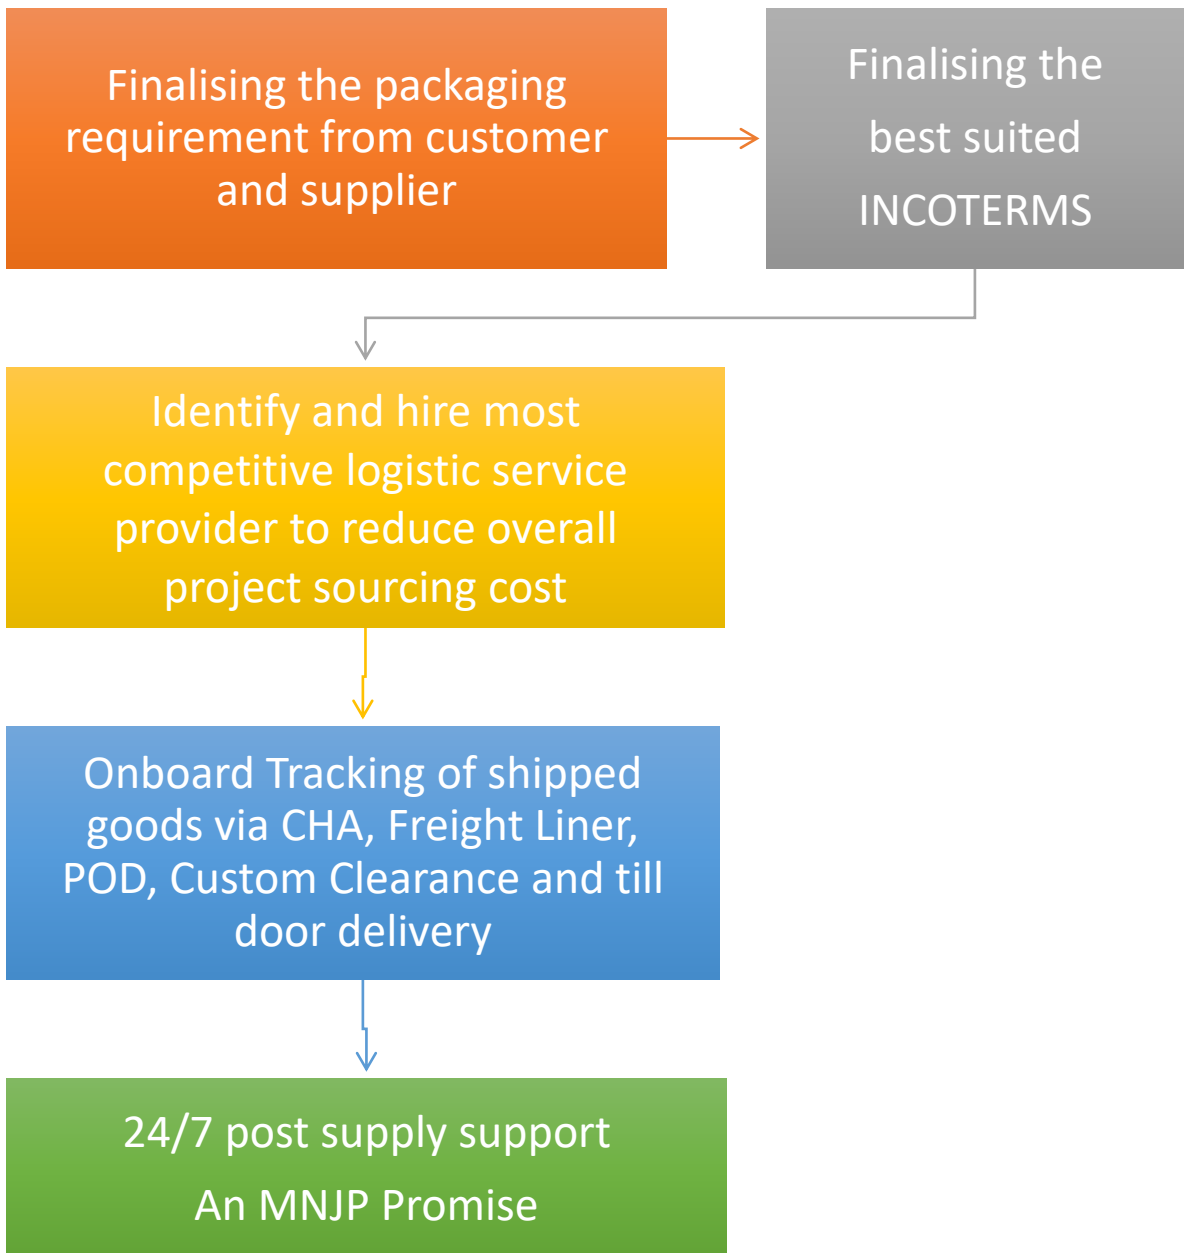 Finalising the packaging
requirement from customer
and supplier
Finalising the
best suited
INCOTERMS
Identify and hire most
competitive logistic service
provider to reduce overall
project sourcing cost
Onboard Tracking of shipped
goods via CHA, Freight Liner,
POD, Custom Clearance and till
door delivery
24/7 post supply support
An MNJP Promise